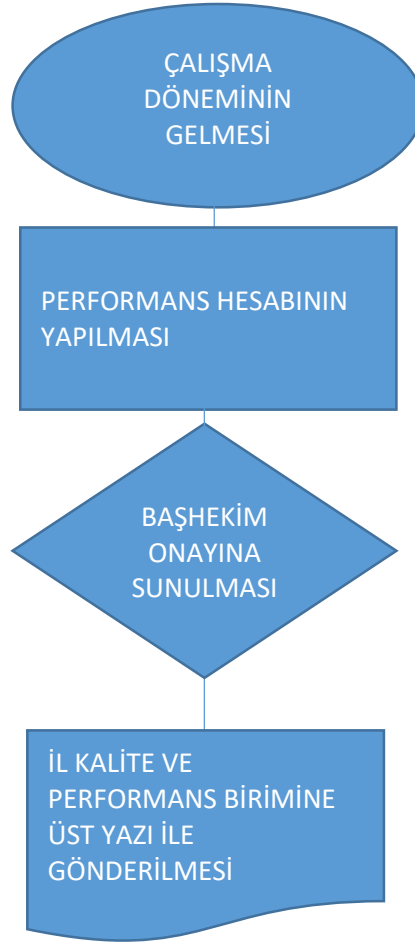 ÇALIŞMA
DÖNEMİNİN
GELMESİ
PERFORMANS HESABININ
YAPILMASI
BAŞHEKİM
ONAYINA
SUNULMASI
İL KALİTE VE
PERFORMANS BİRİMİNE
ÜST YAZI İLE
GÖNDERİLMESİ